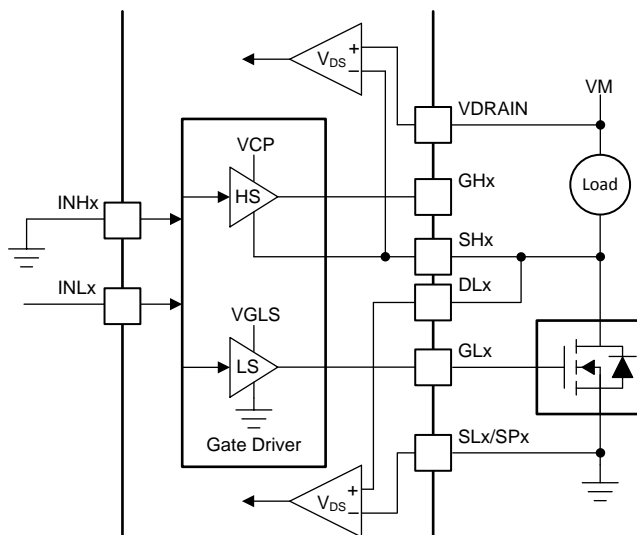 VDS
+
−
VM
VDRAIN
VCP
HS
GHx
Load
INHx
SHx
DLx
INLx
VGLS
LS
GLx
Gate Driver
SLx/SPx
VDS
+
−